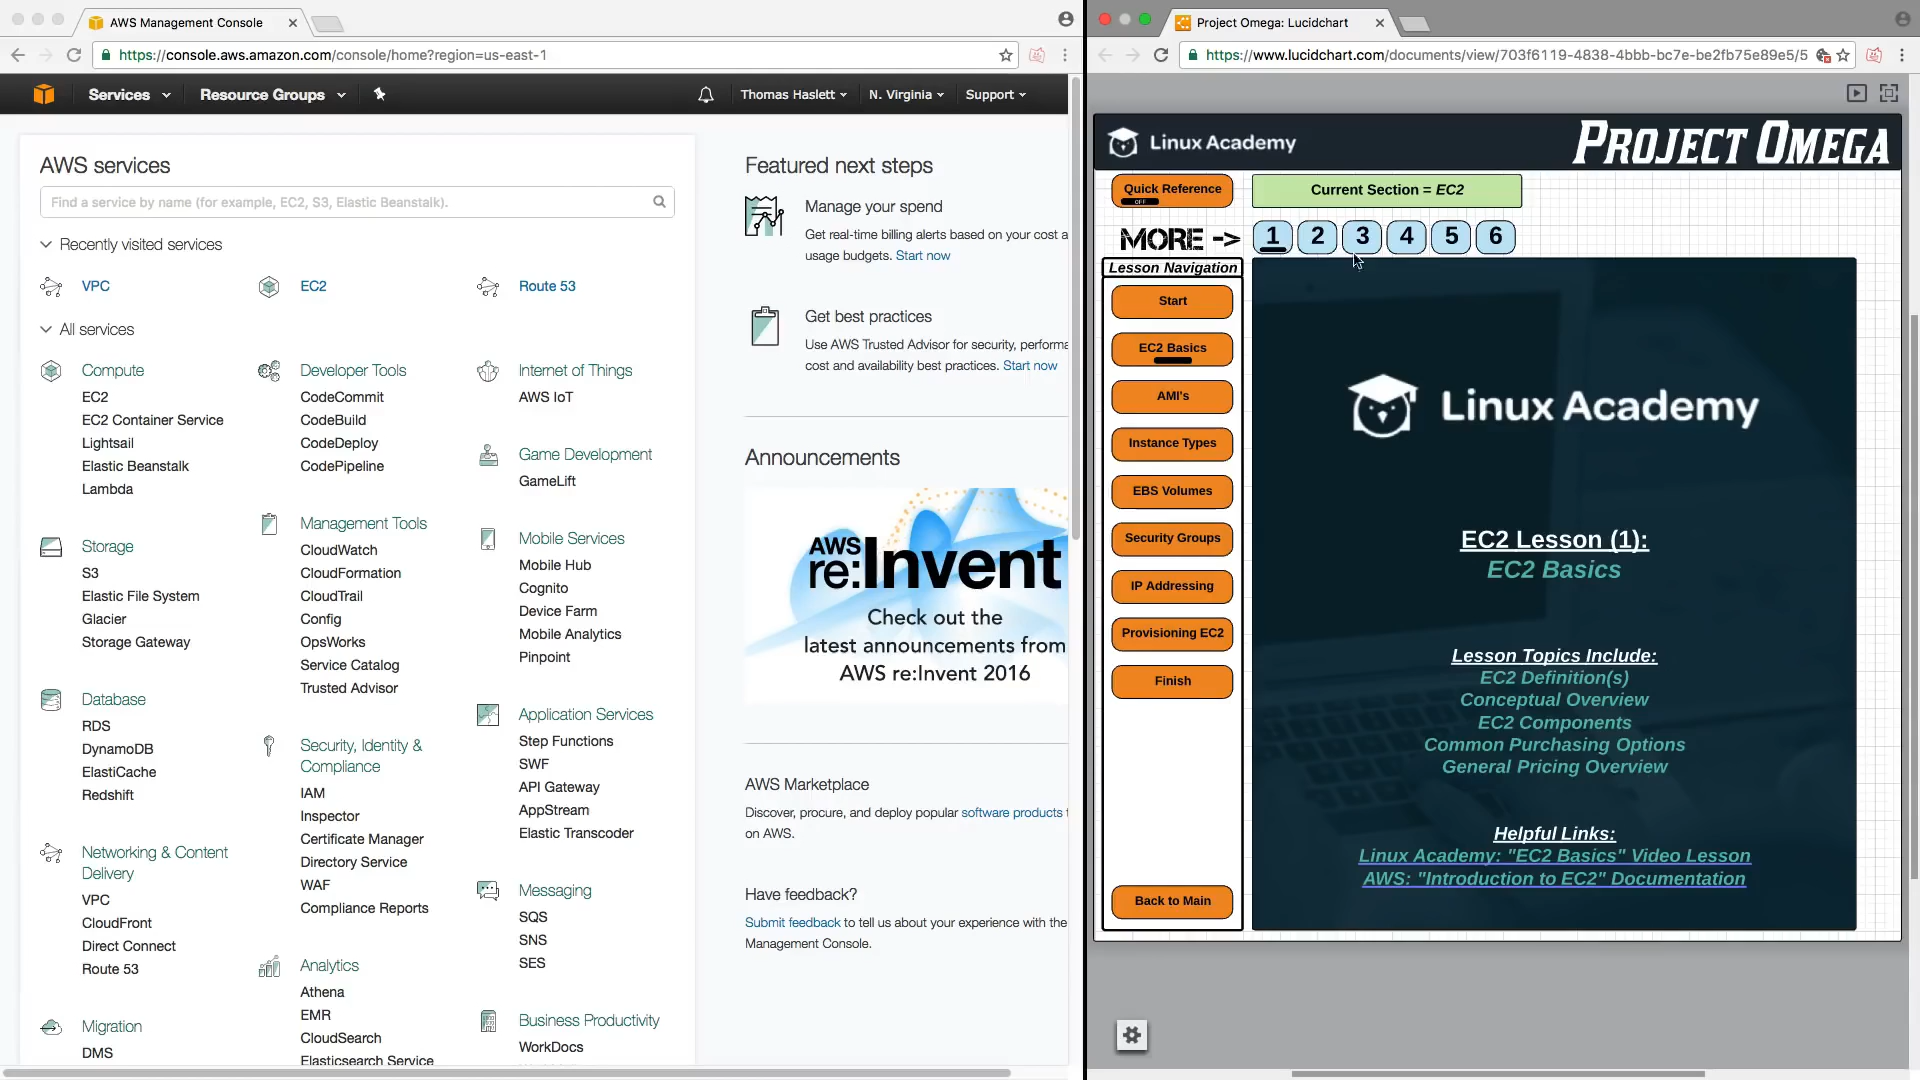 AWS Management Console
https://console.aws.amazon.com/console/home?region=us-east-1
Services
Resource Groups
Thomas Haslett
N. Virginia
Support
AWS services
Find a service by name (for example, EC2, S3, Elastic Beanstalk).
Recently visited services
VPC
EC2
Route 53
All services
Compute
EC2
EC2 Container Service
Lightsail
Elastic Beanstalk
Lambda
Storage
S3
Elastic File System
Glacier
Storage Gateway
Database
RDS
DynamoDB
ElastiCache
Redshift
Networking & Content
Delivery
VPC
CloudFront
Direct Connect
Route 53
Migration
DMS
Developer Tools
CodeCommit
CodeBuild
CodeDeploy
CodePipeline
Management Tools
CloudWatch
CloudFormation
CloudTrail
Config
OpsWorks
Service Catalog
Trusted Advisor
Security, Identity &
Compliance
IAM
Inspector
Certificate Manager
Directory Service
WAF
Compliance Reports
Analytics
Athena
EMR
CloudSearch
Elasticsearch Service
Internet of Things
AWS IoT
Game Development
GameLift
Mobile Services
Mobile Hub
Cognito
Device Farm
Mobile Analytics
Pinpoint
Application Services
Step Functions
SWF
API Gateway
AppStream
Elastic Transcoder
Messaging
SQS
SNS
SES
Business Productivity
WorkDocs
Featured next steps
Manage your spend
Get real-time billing alerts based on your cost a
usage budgets. Start now
Get best practices
Use AWS Trusted Advisor for security, performa
cost and availability best practices. Start now
Announcements
AWS
re:Invent
Check out the
latest announcements from
AWS re:Invent 2016
AWS Marketplace
Discover, procure, and deploy popular software products t
on AWS.
Have feedback?
Submit feedback to tell us about your experience with the
Management Console.
Project Omega: Lucidchart
https://www.lucidchart.com/documents/view/703f6119-4838-4bbb-bc7e-be2fb75e89e5/5
Linux Academy
PROJECT OMEGA
Quick Reference
OFF
Current Section = EC2
MORE ->
1
2
3
4
5
6
Lesson Navigation
Start
EC2 Basics
AMI's
Instance Types
EBS Volumes
Security Groups
IP Addressing
Provisioning EC2
Finish
Back to Main
Linux Academy
EC2 Lesson (1):
EC2 Basics
Lesson Topics Include:
EC2 Definition(s)
Conceptual Overview
EC2 Components
Common Purchasing Options
General Pricing Overview
Helpful Links:
Linux Academy: "EC2 Basics" Video Lesson
AWS: "Introduction to EC2" Documentation